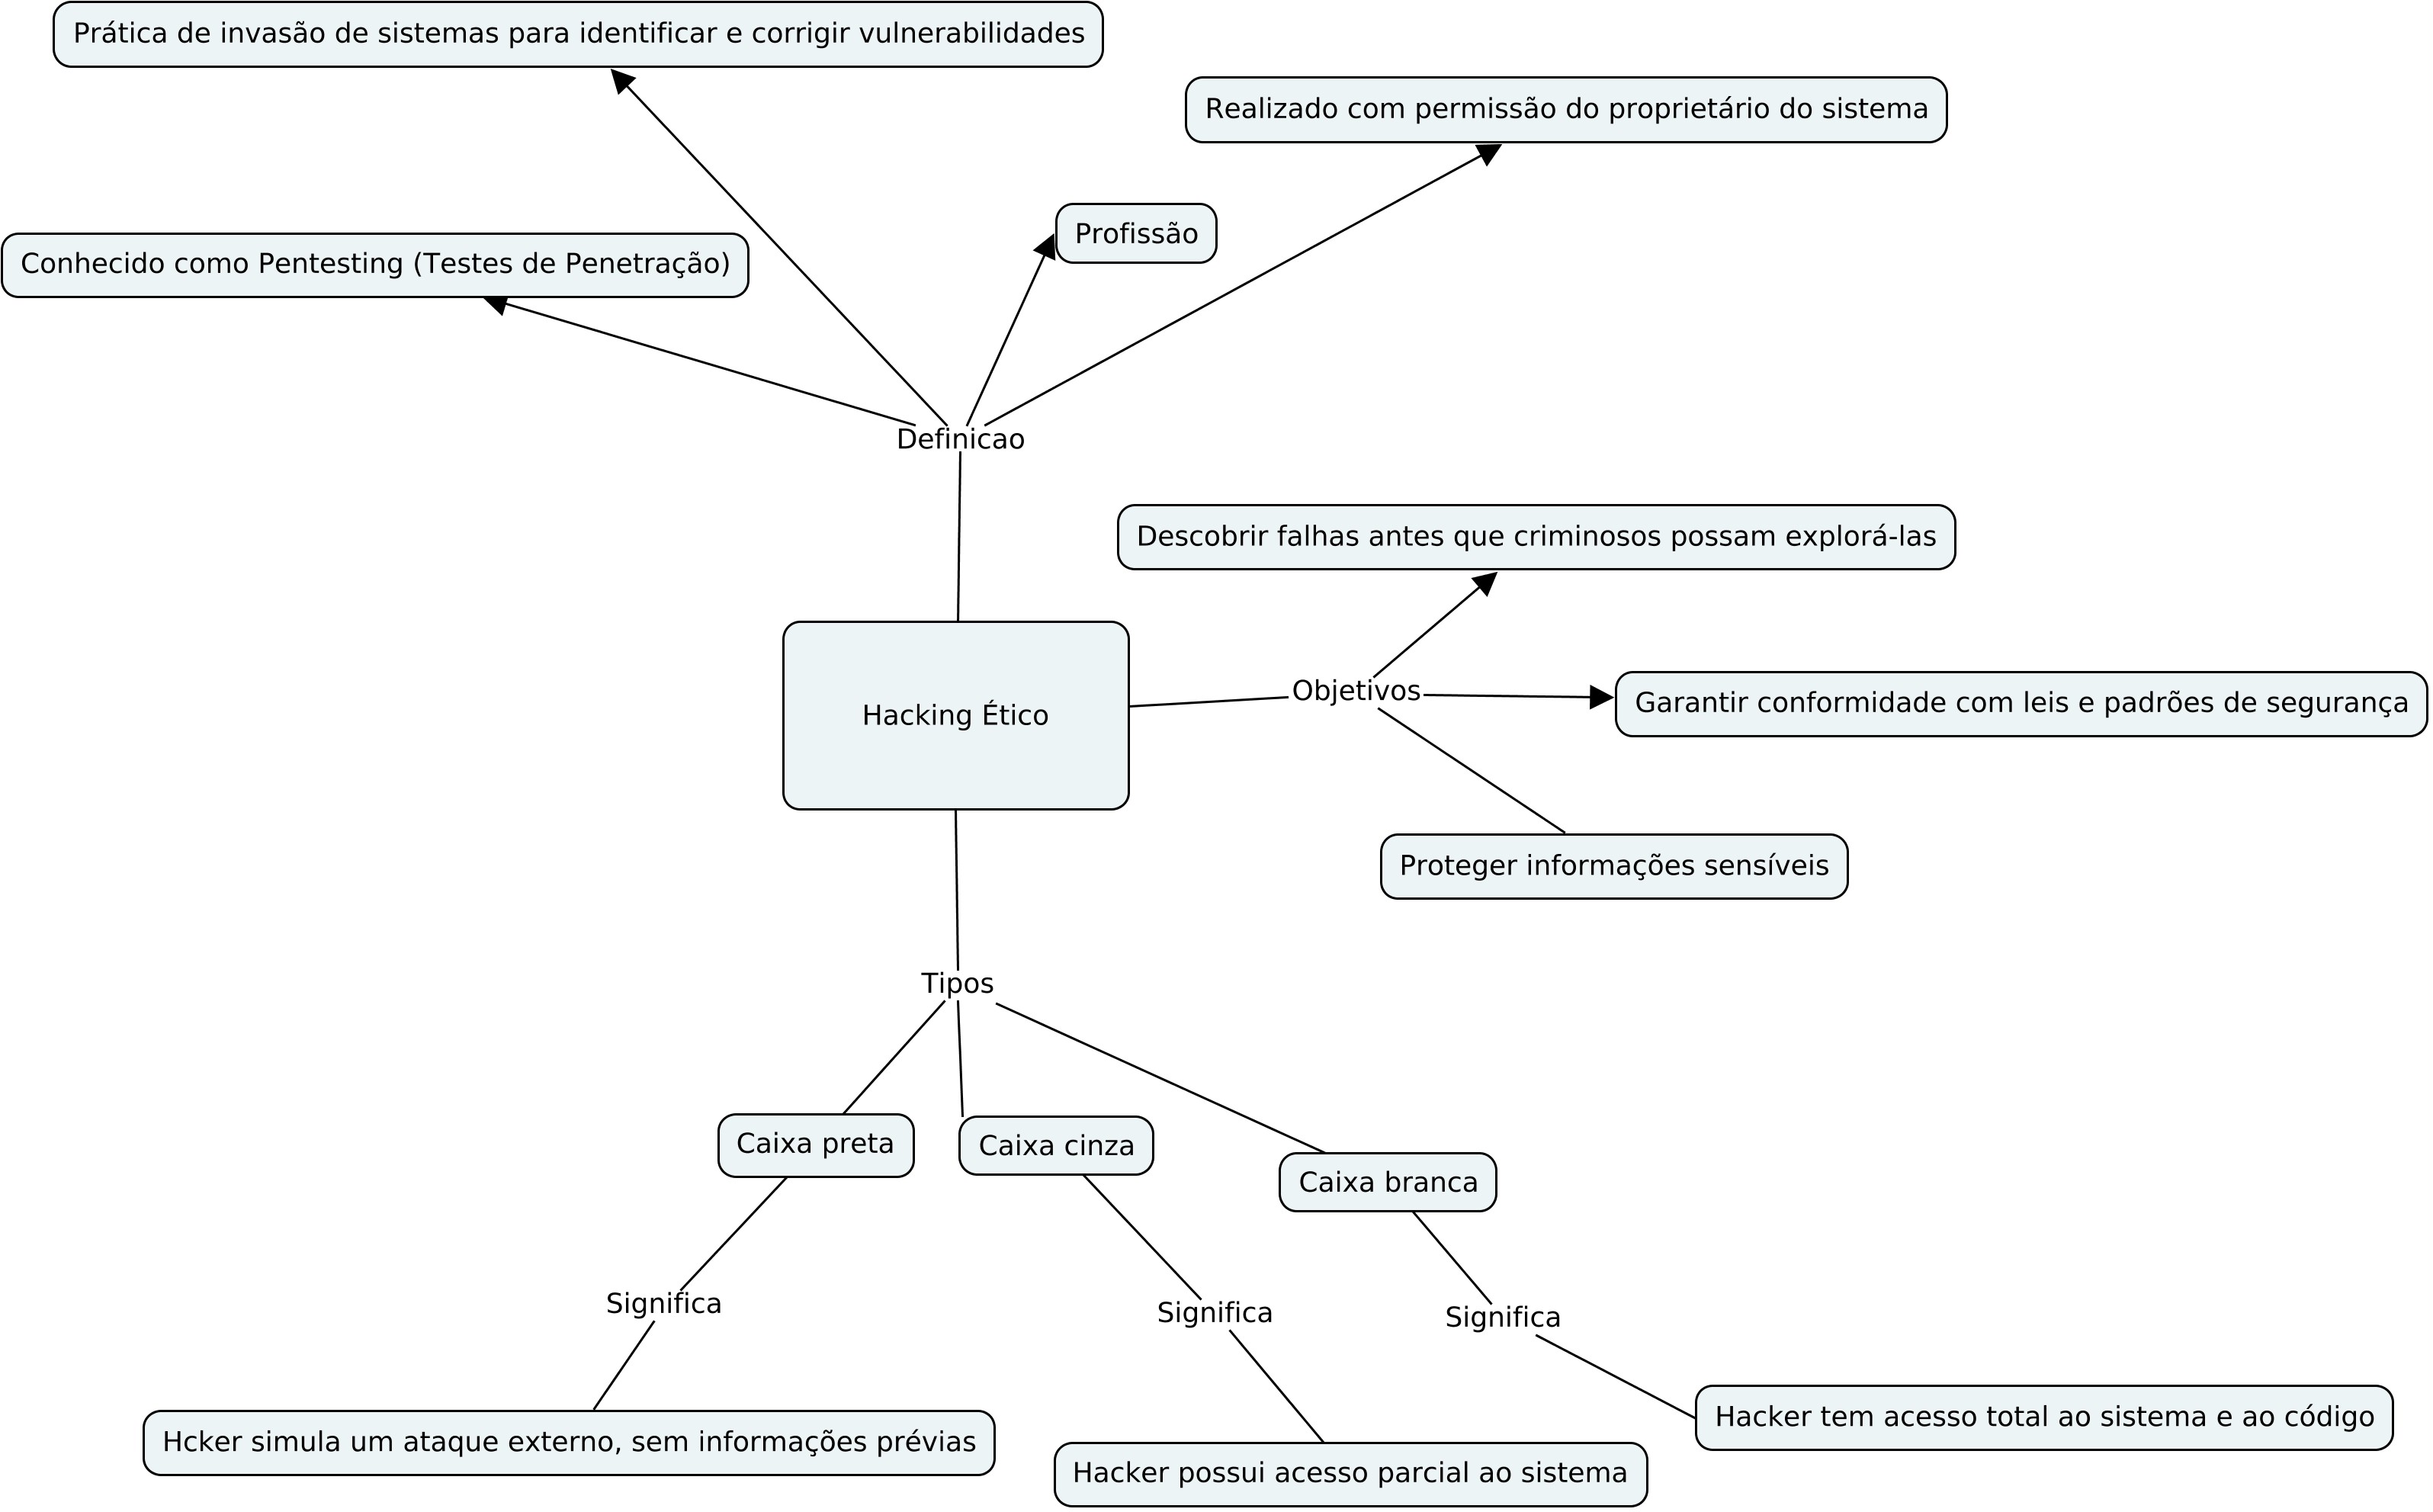 Prática de invasão de sistemas para identificar e corrigir vulnerabilidades
Realizado com permissão do proprietário do sistema
Profissão
Conhecido como Pentesting (Testes de Penetração)
Definicao
Descobrir falhas antes que criminosos possam explorá-las
Objetivos
Garantir conformidade com leis e padrões de segurança
Hacking Ético
Proteger informações sensíveis
Tipos
Caixa preta
Caixa cinza
Caixa branca
Significa
Significa
Significa
Hcker simula um ataque externo, sem informações prévias
Hacker possui acesso parcial ao sistema
Hacker tem acesso total ao sistema e ao código